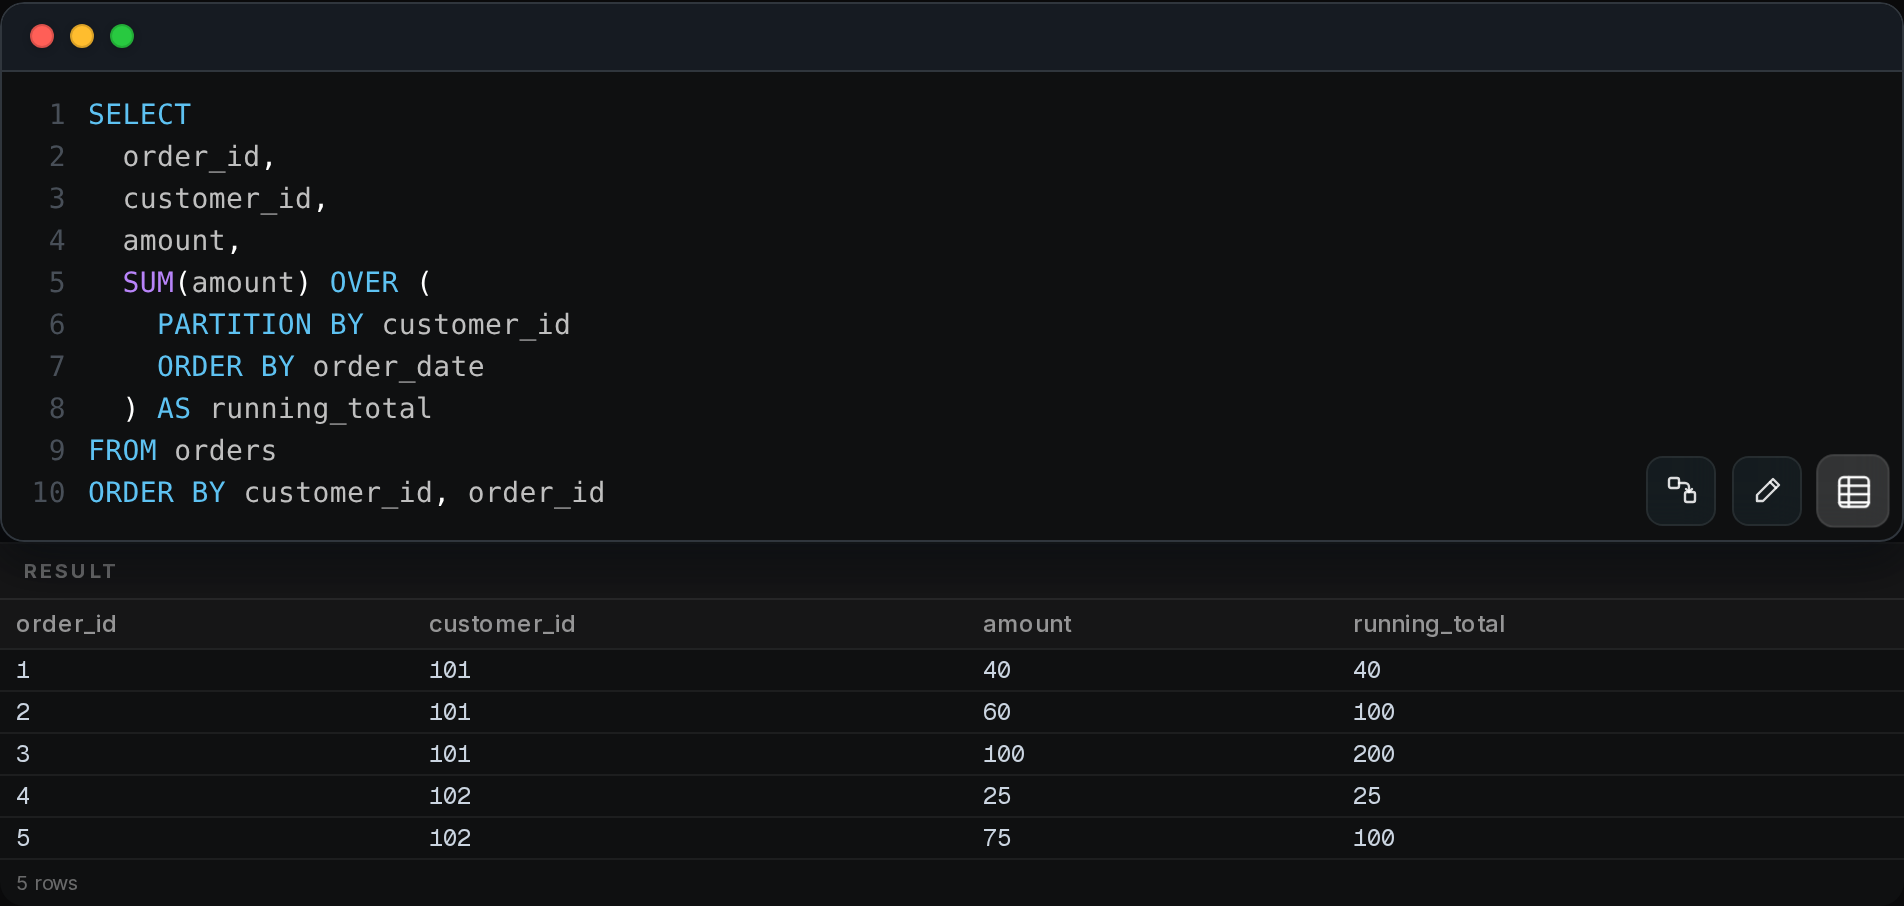 1 SELECT
2   order_id,
3   customer_id,
4   amount,
5   SUM(amount) OVER (
6     PARTITION BY customer_id
7     ORDER BY order_date
8   ) AS running_total
9 FROM orders
10 ORDER BY customer_id, order_id
RESULT
order_id customer_id amount running_total
1 101 40 40
2 101 60 100
3 101 100 200
4 102 25 25
5 102 75 100
5 rows